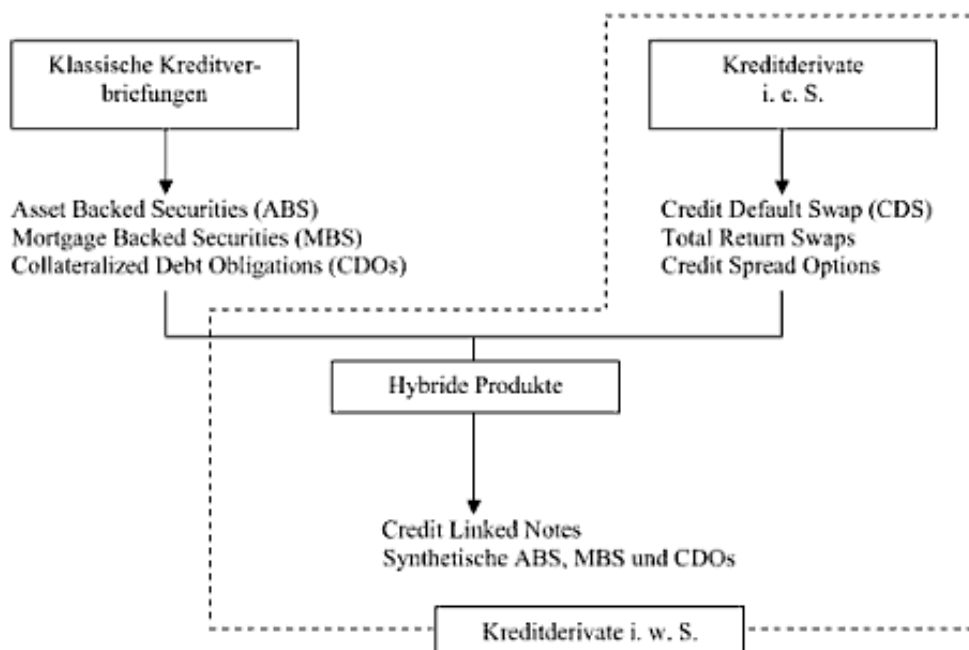 Klassische Kreditver-
briefungen
Kreditderivate
i. e. S.
Asset Backed Securities (ABS)
Mortgage Backed Securities (MBS)
Collateralized Debt Obligations (CDOs)
Credit Default Swap (CDS)
Total Return Swaps
Credit Spread Options
Hybride Produkte
Credit Linked Notes
Synthetische ABS, MBS und CDOs
Kreditderivate i. w. S.